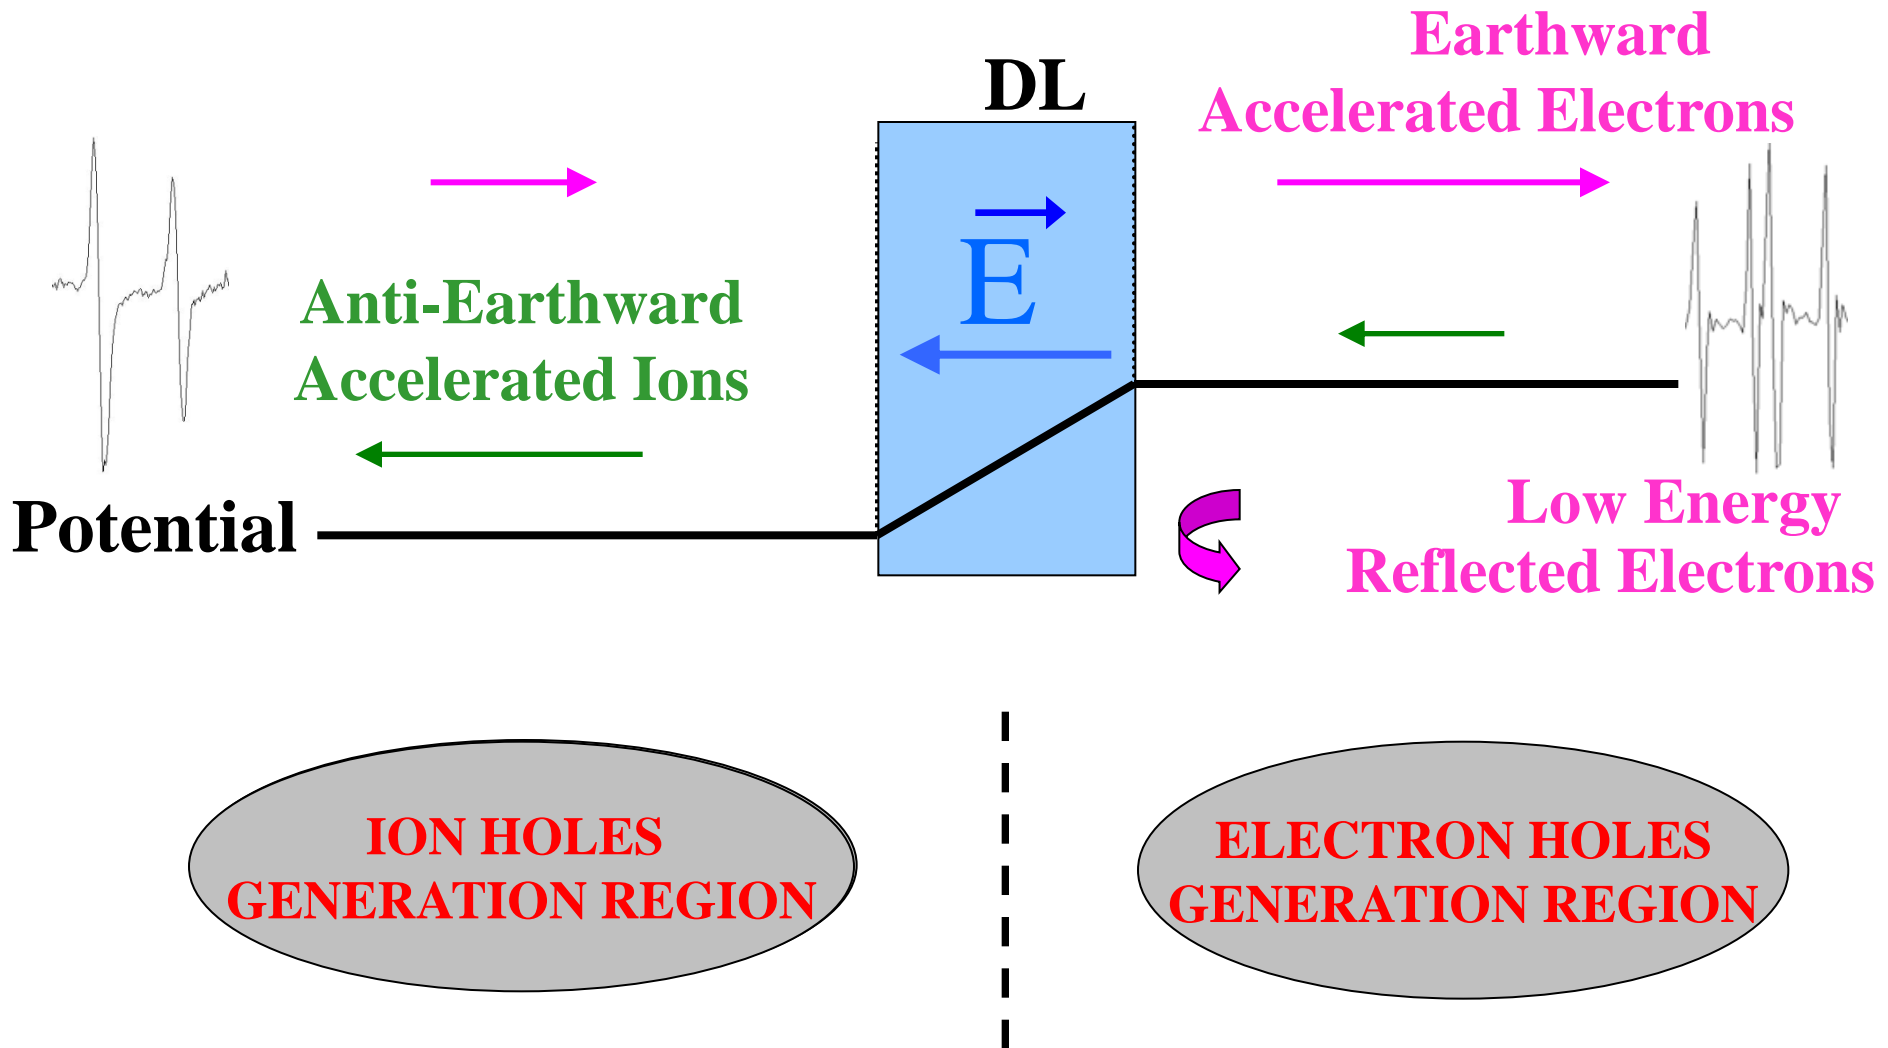 Earthward
Accelerated Electrons
DL
E
Anti-Earthward
Accelerated Ions
Potential
Low Energy
Reflected Electrons
ION HOLES
GENERATION REGION
ELECTRON HOLES
GENERATION REGION